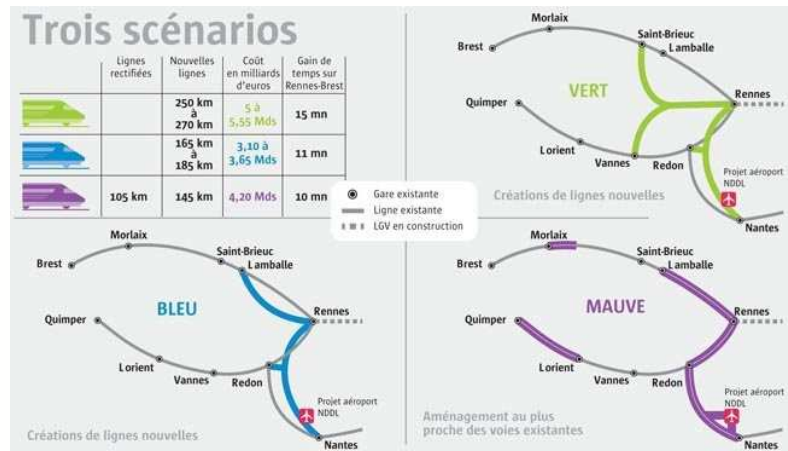 Trois scénarios
Lignes
rectifiées
Nouvelles
lignes
Coût
en milliards
d'euros
Gain de
temps sur
Rennes-Brest
250 km
à
270 km
5 à
5,55 Mds
15 mn
165 km
à
185 km
3,10 à
3,65 Mds
11 mn
105 km
145 km
4,20 Mds
10 mn
Gare existante
Ligne existante
LGV en construction
Morlaix
Brest
Saint-Brieuc
Lamballe
VERT
Rennes
Quimper
Lorient
Vannes
Redon
Projet aéroport
NDDL
Créations de lignes nouvelles
Nantes
Morlaix
Brest
Saint-Brieuc
Lamballe
BLEU
Rennes
Quimper
Lorient
Vannes
Redon
Projet aéroport
NDDL
Créations de lignes nouvelles
Nantes
Morlaix
Brest
Saint-Brieuc
Lamballe
MAUVE
Rennes
Quimper
Lorient
Vannes
Redon
Projet aéroport
NDDL
Aménagement au plus
proche des voies existantes
Nantes